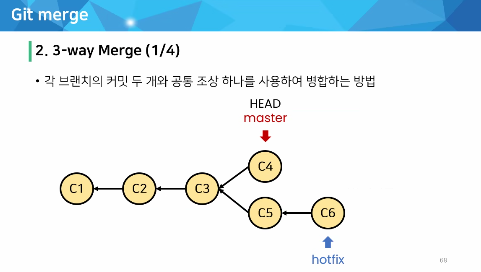 Git merge
2. 3-way Merge (1/4)
• 각 브랜치의 커밋 두 개와 공통 조상 하나를 사용하여 병합하는 방법
HEAD
master
C4
C1
C2
C3
C5
C6
hotfix
68